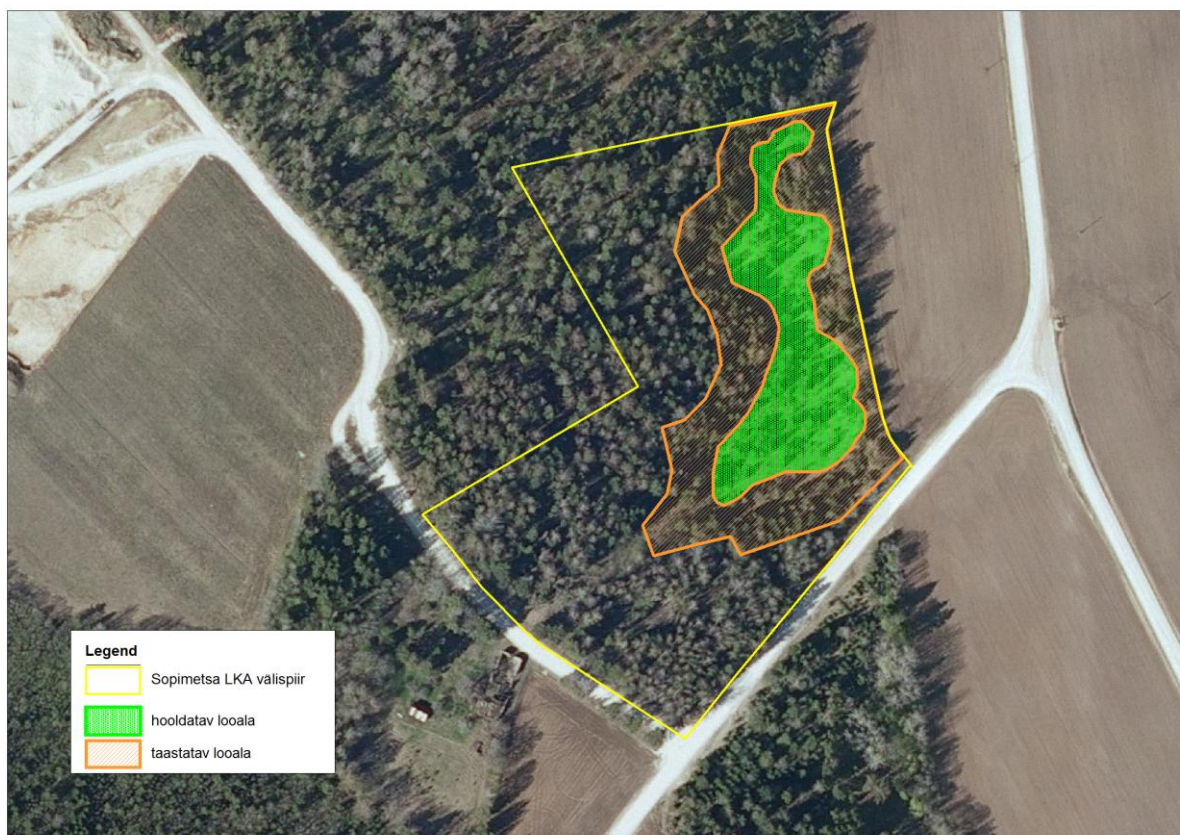 Legend
Sopimetsa LKA välispiir
hooldatav looala
taastatav looala